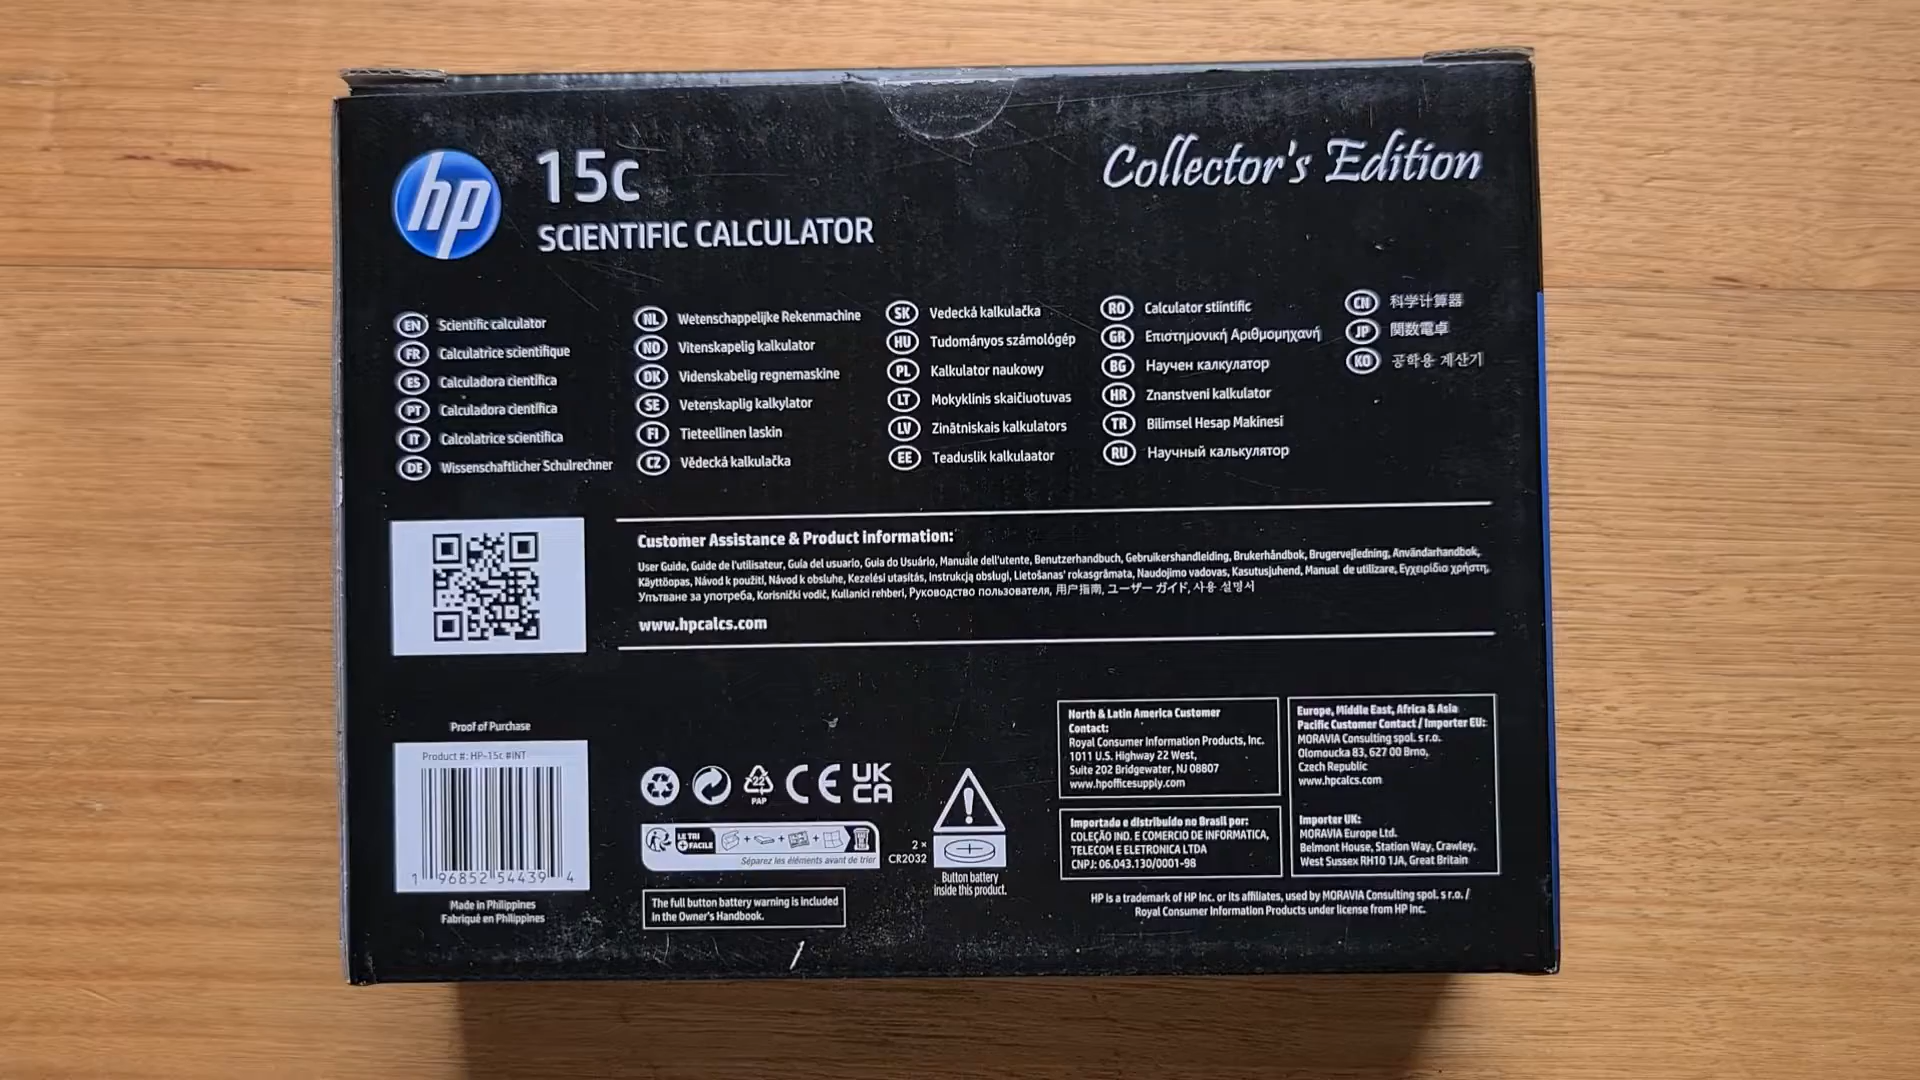 hp
15c
SCIENTIFIC CALCULATOR
Collector's Edition
EN Scientific calculator
FR Calculatrice scientifique
ES Calculadora científica
PT Calculadora científica
IT Calcolatrice scientifica
DE Wissenschaftlicher Schulrechner
NL Wetenschappelijke Rekenmachine
NO Vitenskapelig kalkulator
DK Videnskabelig regnemaskine
SE Vetenskaplig kalkylator
FI Tieteellinen laskin
CZ Vědecká kalkulačka
SK Vedecká kalkulačka
HU Tudományos számológép
PL Kalkulator naukowy
LT Mokyklinis skaičiuotuvas
LV Zinātniskais kalkulators
EE Teaduslik kalkulaator
RO Calculator stiintific
GR Επιστημονική Αριθμομηχανή
BG Научен калкулатор
HR Znanstveni kalkulator
TR Bilimsel Hesap Makinesi
RU Научный калькулятор
CN 科学计算器
JP 関数電卓
KO 공학용 계산기
Customer Assistance & Product information:
User Guide, Guide de l'utilisateur, Guía del usuario, Guia do Usuário, Manuale dell'utente, Benutzerhandbuch, Gebruikershandleiding, Brukerhåndbok, Brugervejledning, Användarhandbok,
Käyttöopas, Návod k použití, Návod k obsluhe, Kezelési utasítás, Instrukcja obsługi, Lietošanas' rokasgrāmata, Naudojimo vadovas, Kasutusjuhend, Manual de utilizare, Εγχειρίδιο χρήστη,
Упътване за употреба, Korisnički vodič, Kullanici rehberi, Руководство пользователя, 用户指南, ユーザー ガイド, 사용 설명서
www.hpcalcs.com
Proof of Purchase
Product #: HP-15c #INT
1 96852 54439 4
Made in Philippines
Fabriqué en Philippines
22
PAP
CE
UK
CA
LE TRI
+ FACILE
+ + +
Séparez les éléments avant de trier
The full button battery warning is included
in the Owner's Handbook.
2 ×
CR2032
!
Button battery
inside this product.
North & Latin America Customer
Contact:
Royal Consumer Information Products, Inc.
1011 U.S. Highway 22 West,
Suite 202 Bridgewater, NJ 08807
www.hpofficesupply.com
Importado e distribuído no Brasil por:
COLEÇÃO IND. E COMERCIO DE INFORMATICA,
TELECOM E ELETRONICA LTDA
CNPJ: 06.043.130/0001-98
Europe, Middle East, Africa & Asia
Pacific Customer Contact / Importer EU:
MORAVIA Consulting spol. s r.o.
Olomoucka 83, 627 00 Brno,
Czech Republic
www.hpcalcs.com
Importer UK:
MORAVIA Europe Ltd.
Belmont House, Station Way, Crawley,
West Sussex RH10 1JA, Great Britain
HP is a trademark of HP Inc. or its affiliates, used by MORAVIA Consulting spol. s r.o. /
Royal Consumer Information Products under license from HP Inc.